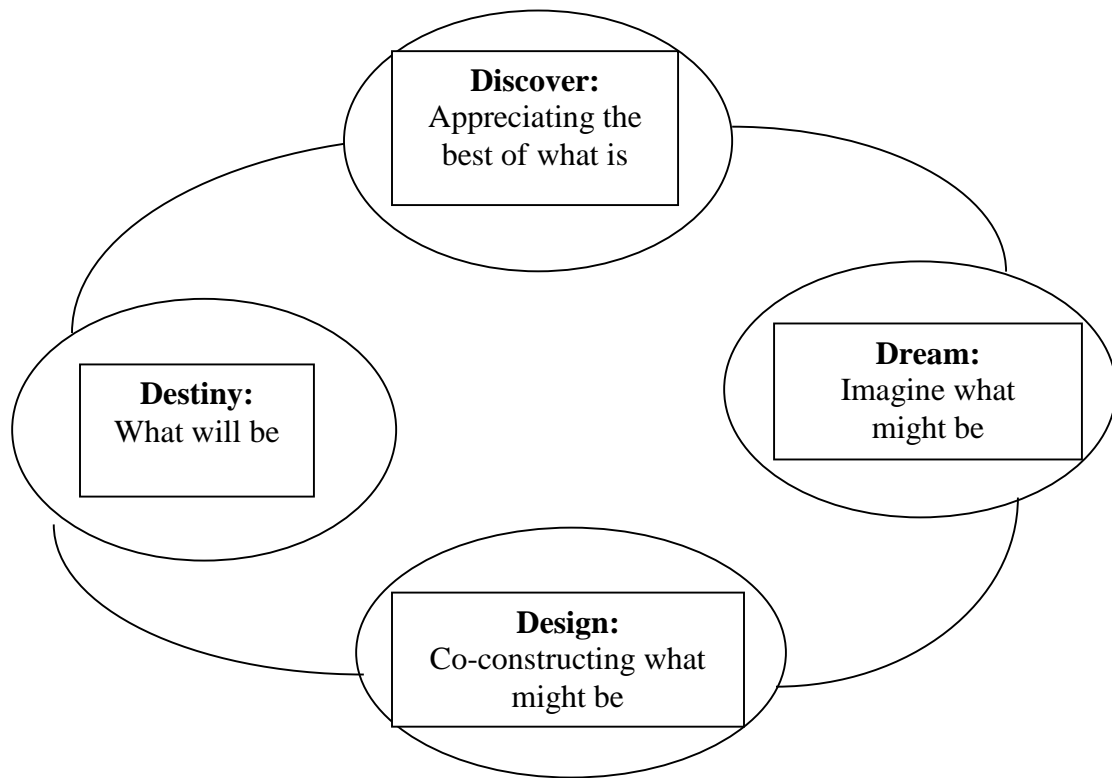 Discover:
Appreciating the
best of what is
Dream:
Imagine what
might be
Destiny:
What will be
Design:
Co-constructing what
might be